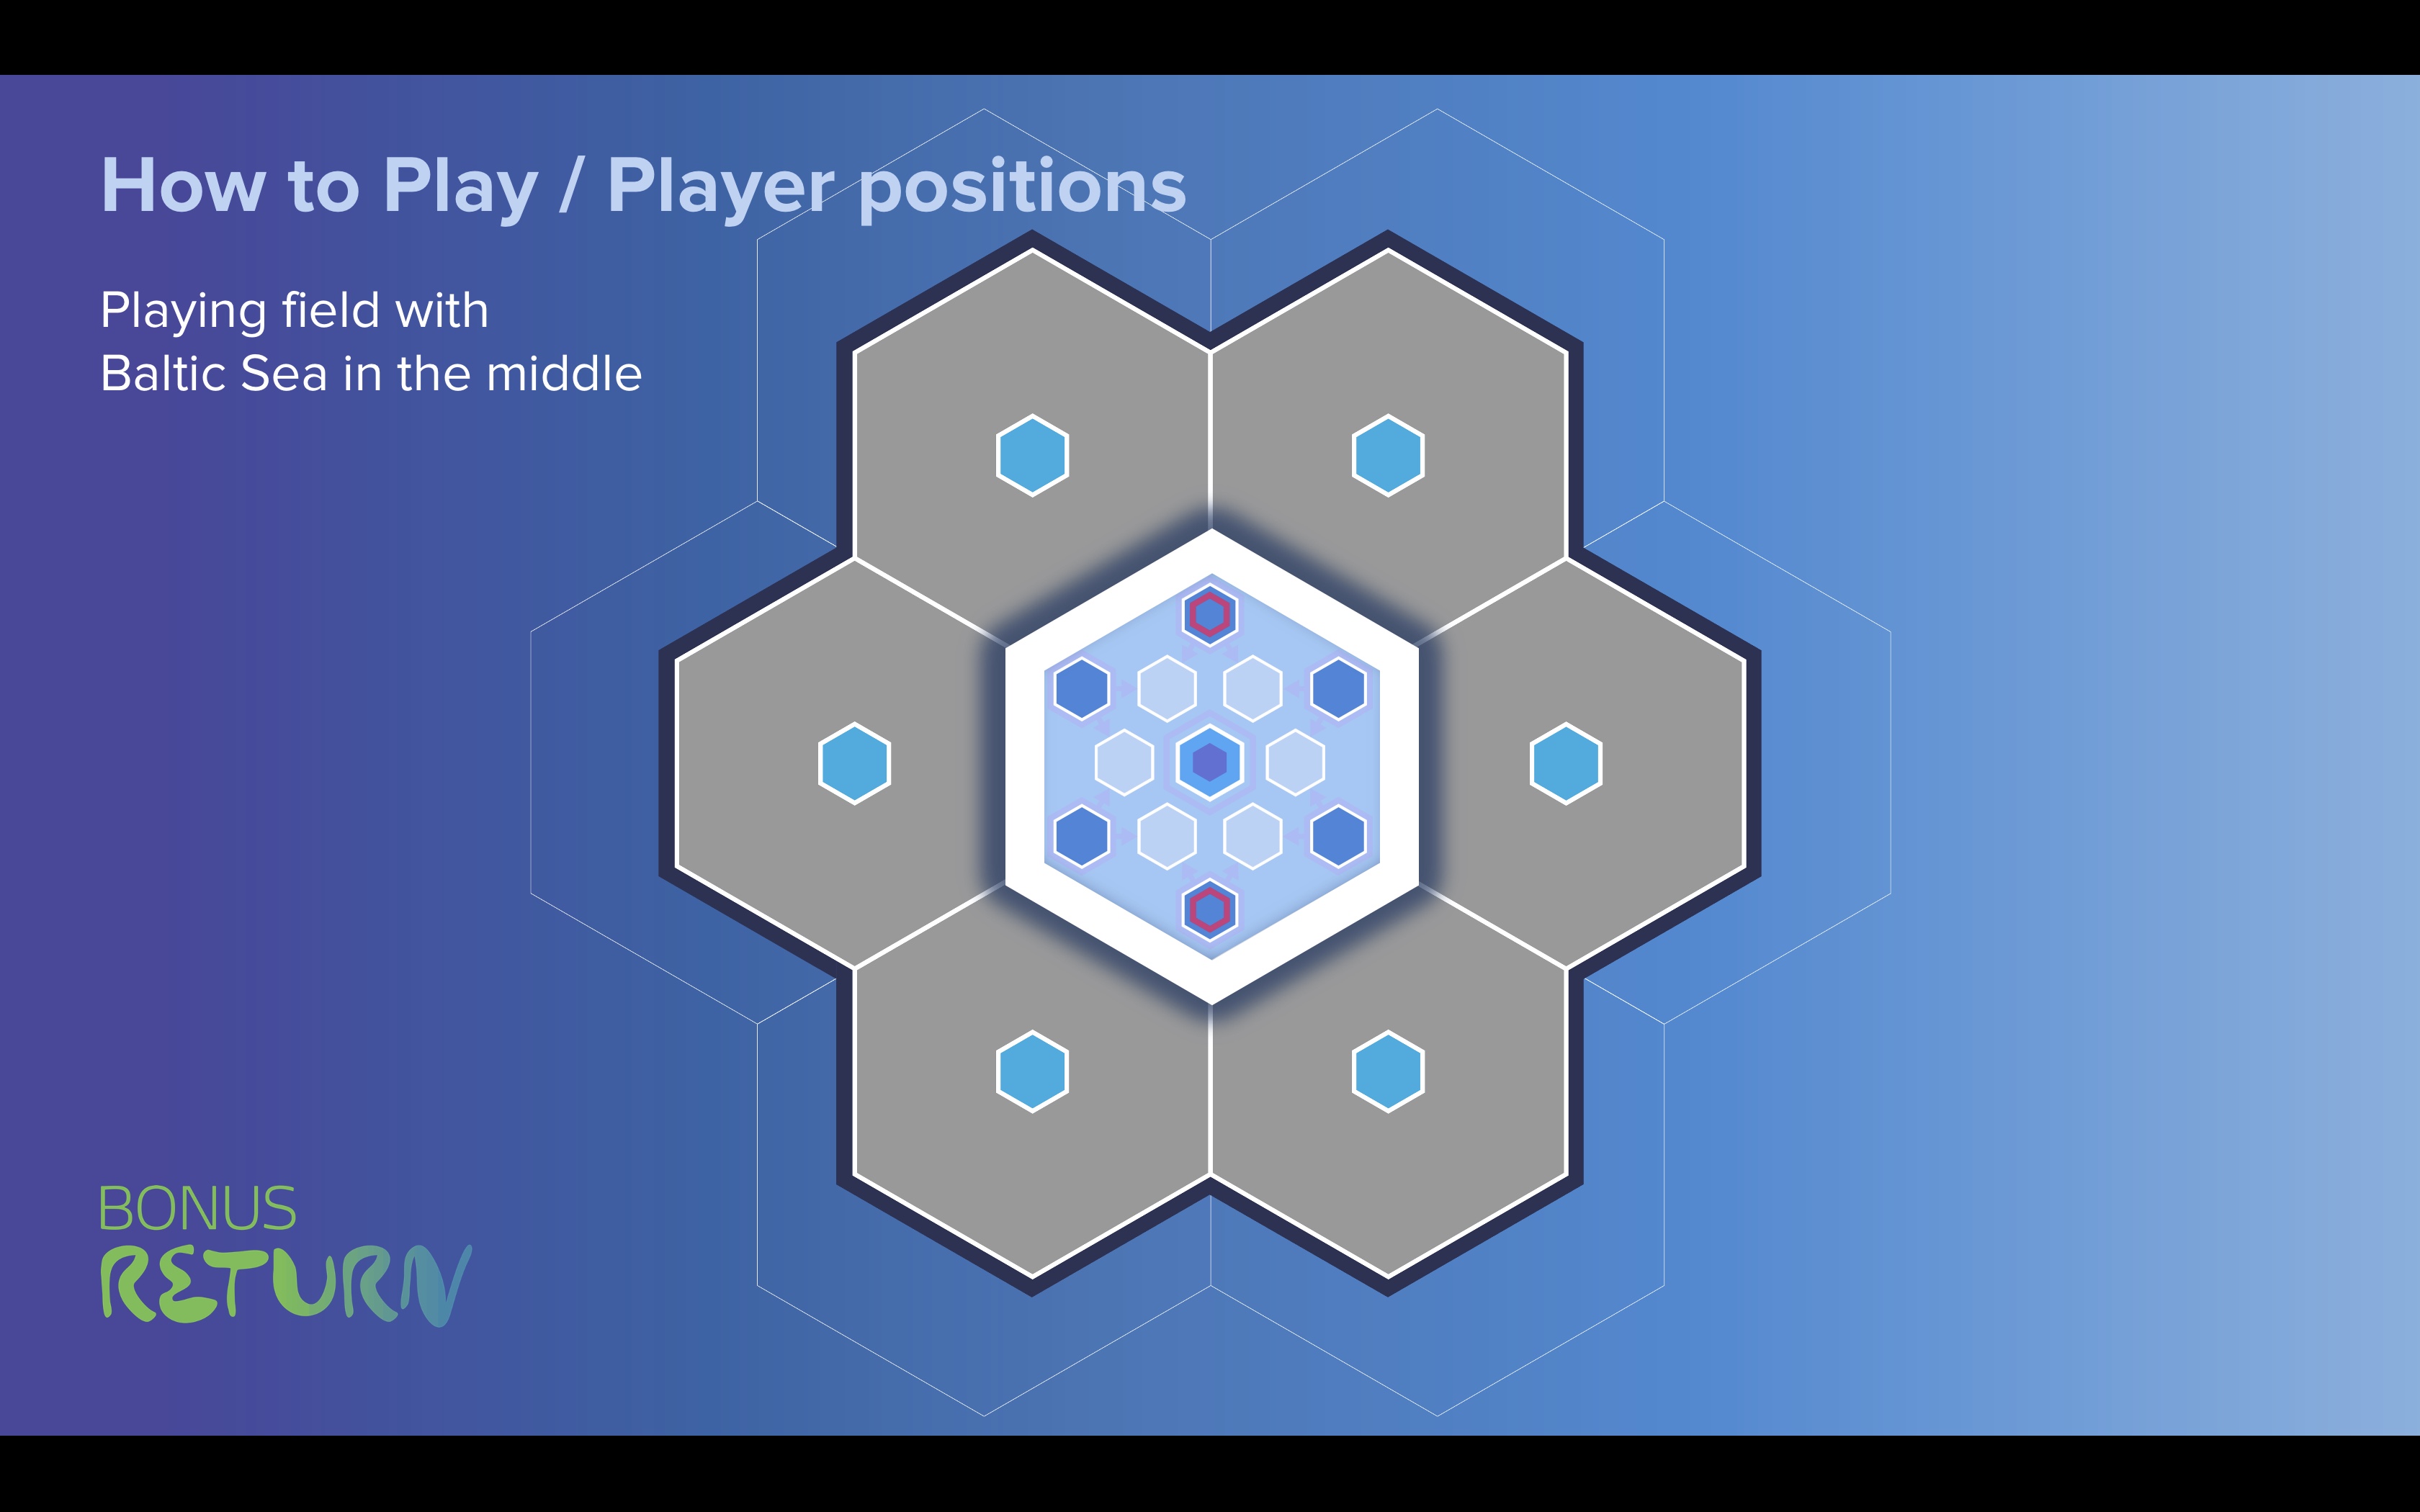 How to Play / Player positions
Playing field with
Baltic Sea in the middle
BONUS
RETURN